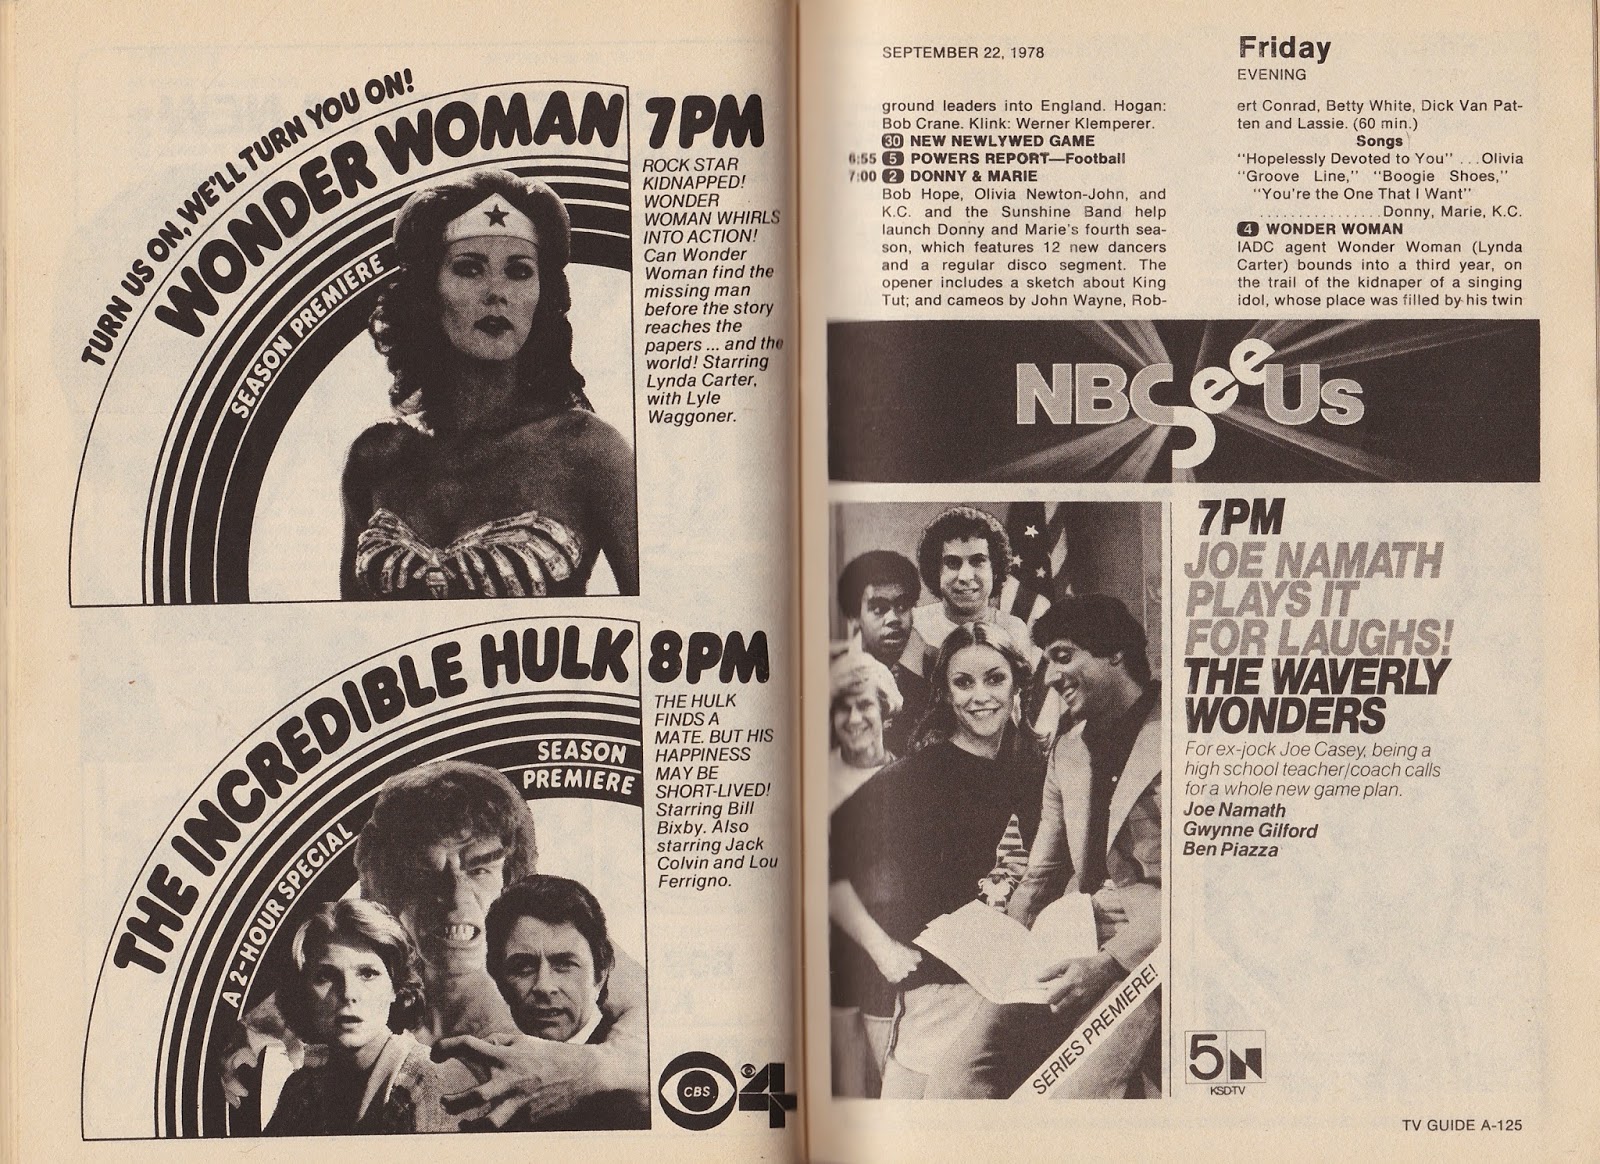 TURN US ON, WE'LL TURN YOU ON!
WONDER WOMAN
SEASON PREMIERE
7PM
ROCK STAR
KIDNAPPED!
WONDER
WOMAN WHIRLS
INTO ACTION!
Can Wonder
Woman find the
missing man
before the story
reaches the
papers ... and the
world! Starring
Lynda Carter,
with Lyle
Waggoner.
THE INCREDIBLE HULK
SEASON
PREMIERE
A 2-HOUR SPECIAL
8PM
THE HULK
FINDS A
MATE. BUT HIS
HAPPINESS
MAY BE
SHORT-LIVED!
Starring Bill
Bixby. Also
starring Jack
Colvin and Lou
Ferrigno.
CBS
4
SEPTEMBER 22, 1978
Friday
EVENING
ground leaders into England. Hogan:
Bob Crane. Klink: Werner Klemperer.
30 NEW NEWLYWED GAME
6:55 5 POWERS REPORT—Football
7:00 2 DONNY & MARIE
Bob Hope, Olivia Newton-John, and
K.C. and the Sunshine Band help
launch Donny and Marie's fourth sea-
son, which features 12 new dancers
and a regular disco segment. The
opener includes a sketch about King
Tut; and cameos by John Wayne, Rob-
ert Conrad, Betty White, Dick Van Pat-
ten and Lassie. (60 min.)
Songs
"Hopelessly Devoted to You" ...Olivia
"Groove Line," "Boogie Shoes,"
"You're the One That I Want"
................Donny, Marie, K.C.
4 WONDER WOMAN
IADC agent Wonder Woman (Lynda
Carter) bounds into a third year, on
the trail of the kidnaper of a singing
idol, whose place was filled by his twin
NBC See Us
7PM
JOE NAMATH
PLAYS IT
FOR LAUGHS!
THE WAVERLY
WONDERS
For ex-jock Joe Casey, being a
high school teacher/coach calls
for a whole new game plan.
Joe Namath
Gwynne Gilford
Ben Piazza
SERIES PREMIERE!
5 N
KSD-TV
TV GUIDE A-125